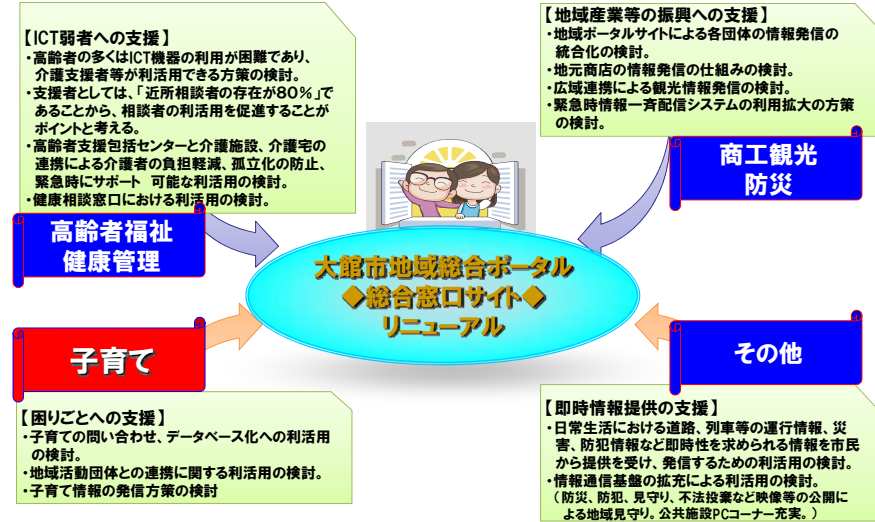 【ICT弱者への支援】
・高齢者の多くはICT機器の利用が困難であり、
介護支援者等が利活用できる方策の検討。
・支援者としては、「近所相談者の存在が80%」で
あることから、相談者の利活用を促進することが
ポイントと考える。
・高齢者支援包括センターと介護施設、介護宅の
連携による介護者の負担軽減、孤立化の防止、
緊急時にサポート 可能な利活用の検討。
・健康相談窓口における利活用の検討。
高齢者福祉
健康管理
【地域産業等の振興への支援】
・地域ポータルサイトによる各団体の情報発信の
統合化の検討。
・地元商店の情報発信の仕組みの検討。
・広域連携による観光情報発信の検討。
・緊急時情報一斉配信システムの利用拡大の方策
の検討。
商工観光
防災
大館市地域総合ポータル
◆総合窓口サイト◆
リニューアル
子育て
【困りごとへの支援】
・子育ての問い合わせ、データベース化への利活用
の検討。
・地域活動団体との連携に関する利活用の検討。
・子育て情報の発信方策の検討
その他
【即時情報提供の支援】
・日常生活における道路、列車等の運行情報、災
害、防犯情報など即時性を求められる情報を市民
から提供を受け、発信するための利活用の検討。
・情報通信基盤の拡充による利活用の検討。
(防災、防犯、見守り、不法投棄など映像等の公開に
よる地域見守り。公共施設PCコーナー充実。)